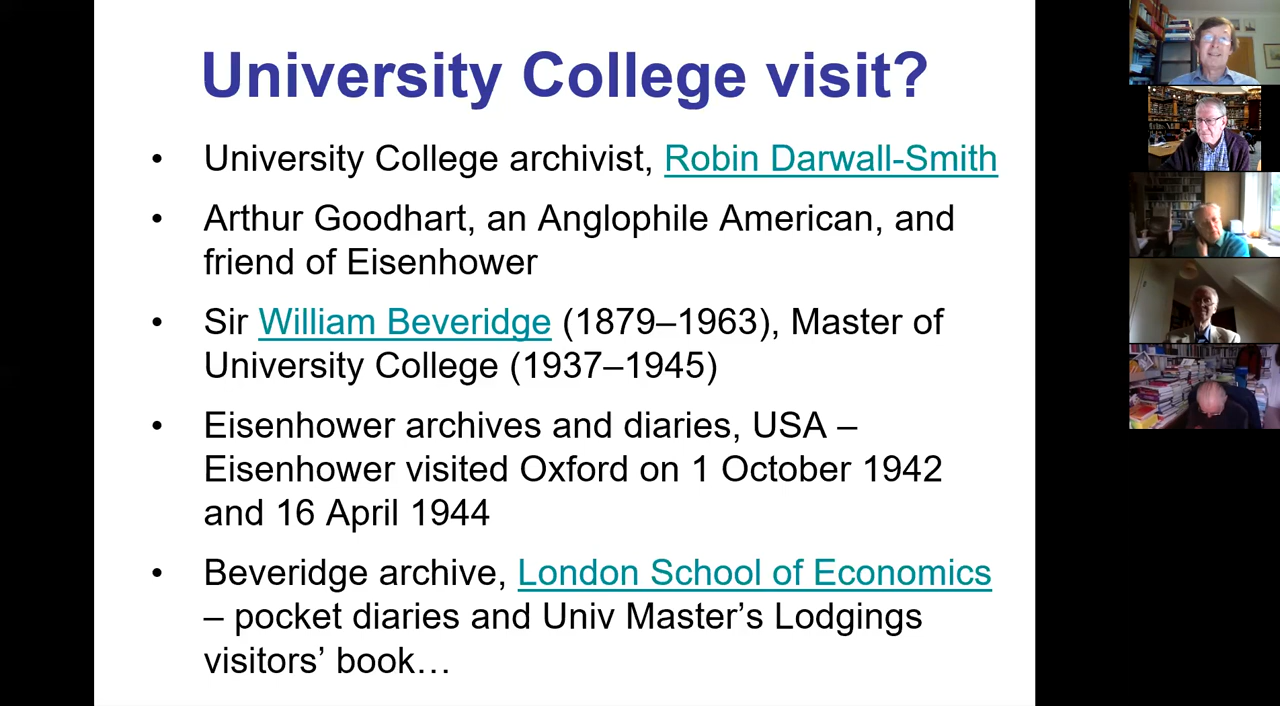 University College visit?
• University College archivist, Robin Darwall-Smith
• Arthur Goodhart, an Anglophile American, and
friend of Eisenhower
• Sir William Beveridge (1879–1963), Master of
University College (1937–1945)
• Eisenhower archives and diaries, USA –
Eisenhower visited Oxford on 1 October 1942
and 16 April 1944
• Beveridge archive, London School of Economics
– pocket diaries and Univ Master’s Lodgings
visitors’ book…